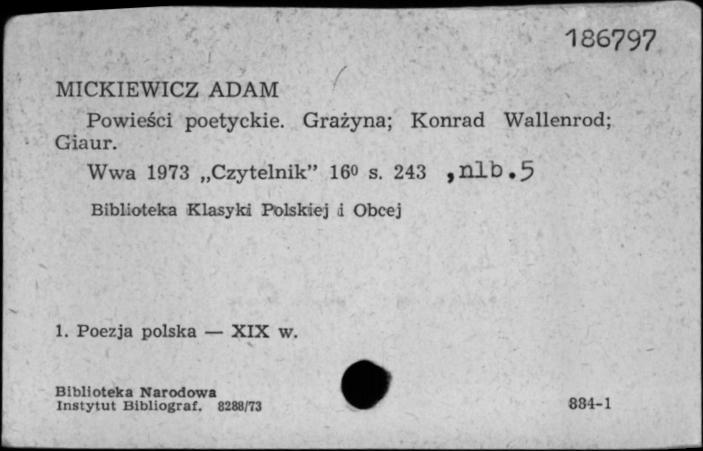 186797
MICKIEWICZ ADAM
Powieści poetyckie. Grażyna; Konrad Wallenrod;
Giaur.
Wwa 1973 „Czytelnik” 16⁰ s. 243 ,nlb.5
Biblioteka Klasyki Polskiej i Obcej
1. Poezja polska — XIX w.
Biblioteka Narodowa
Instytut Bibliograf. 8288/73
884-1